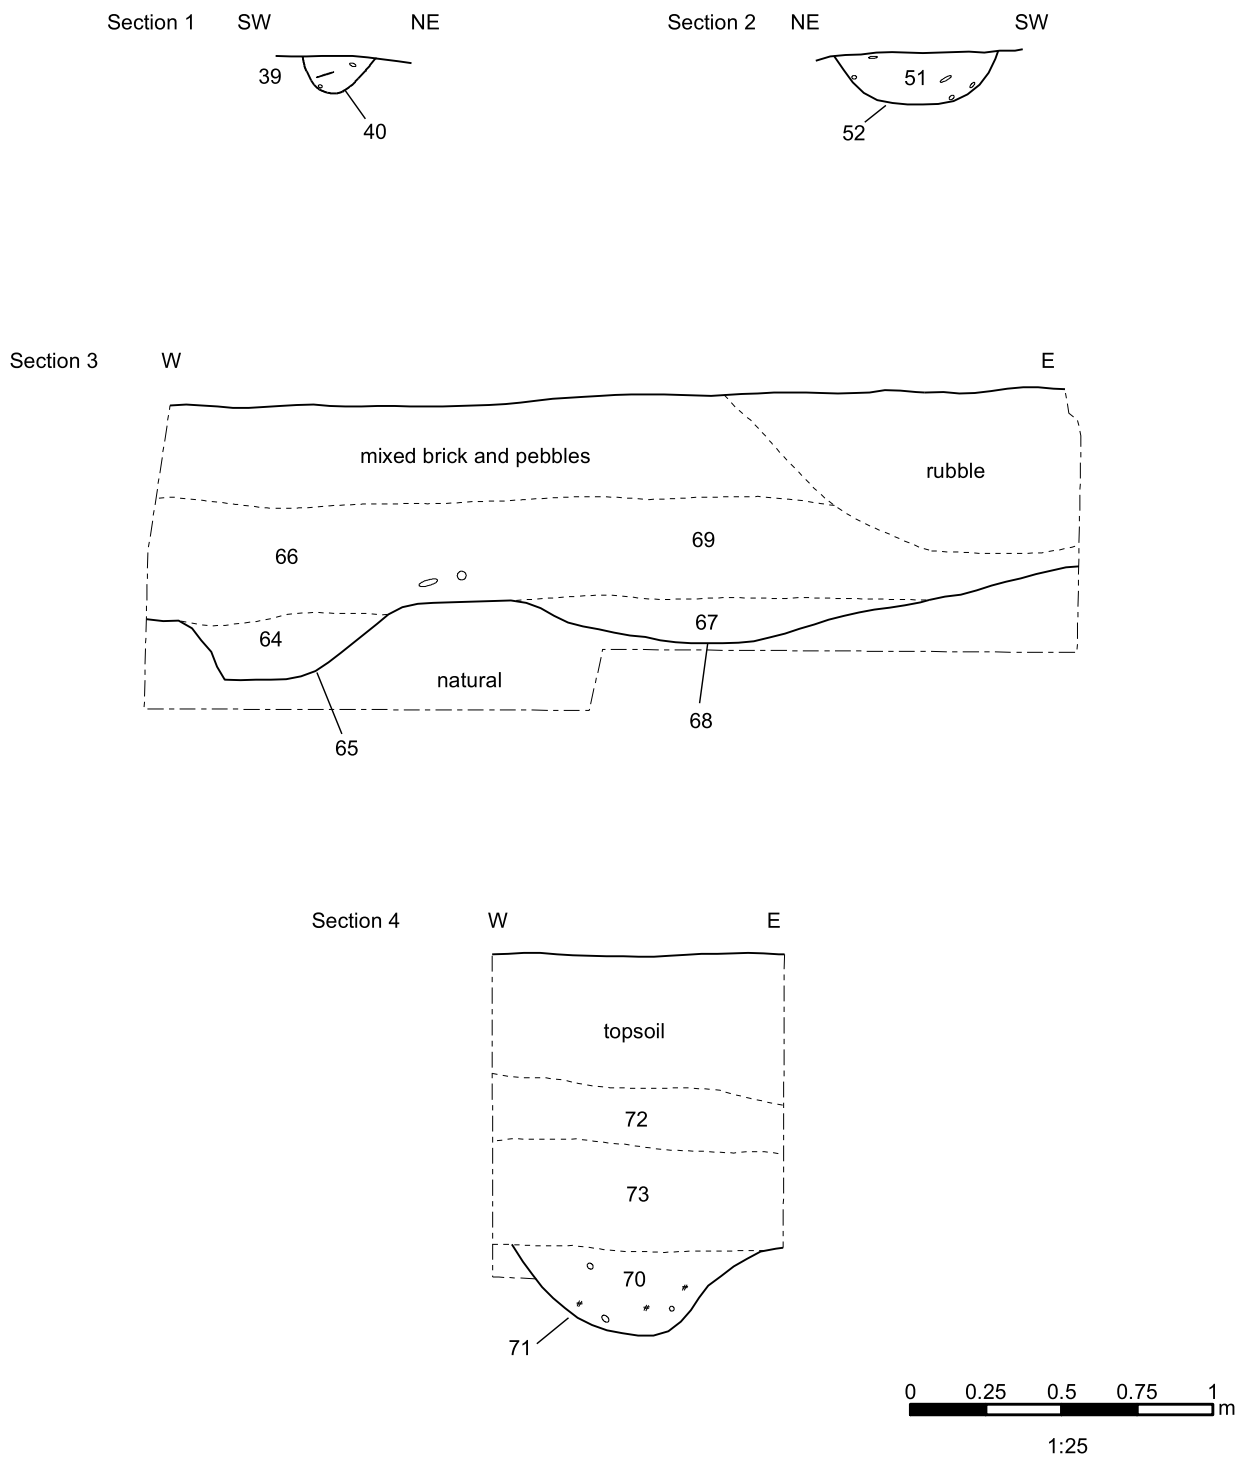 Section 1 SW NE Section 2 NE SW
39 51
40 52
Section 3 W E
mixed brick and pebbles
rubble
69
66
67
64
natural
68
65
Section 4 W E
topsoil
72
73
70
71
0 0.25 0.5 0.75 1
m
1:25